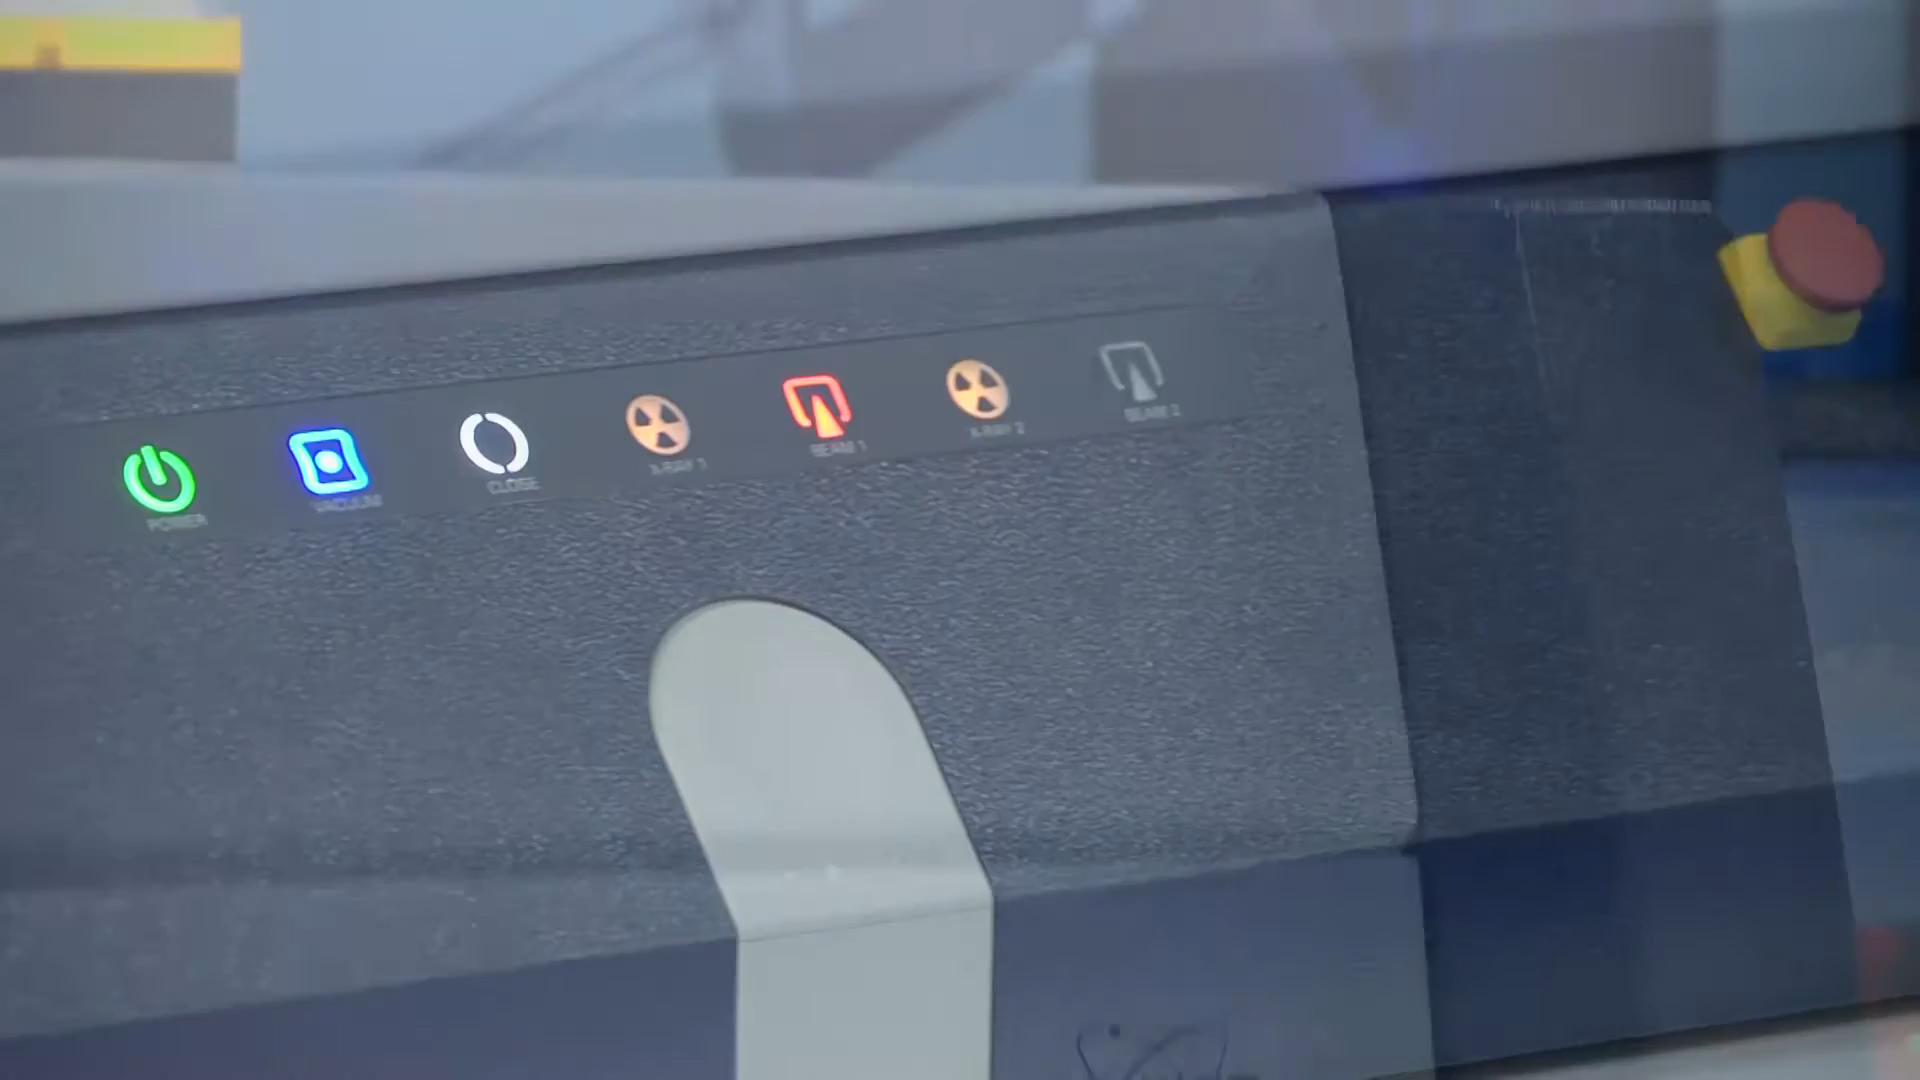 POWER
VACUUM
CLOSE
X-RAY 1
BEAM 1
X-RAY 2
BEAM 2